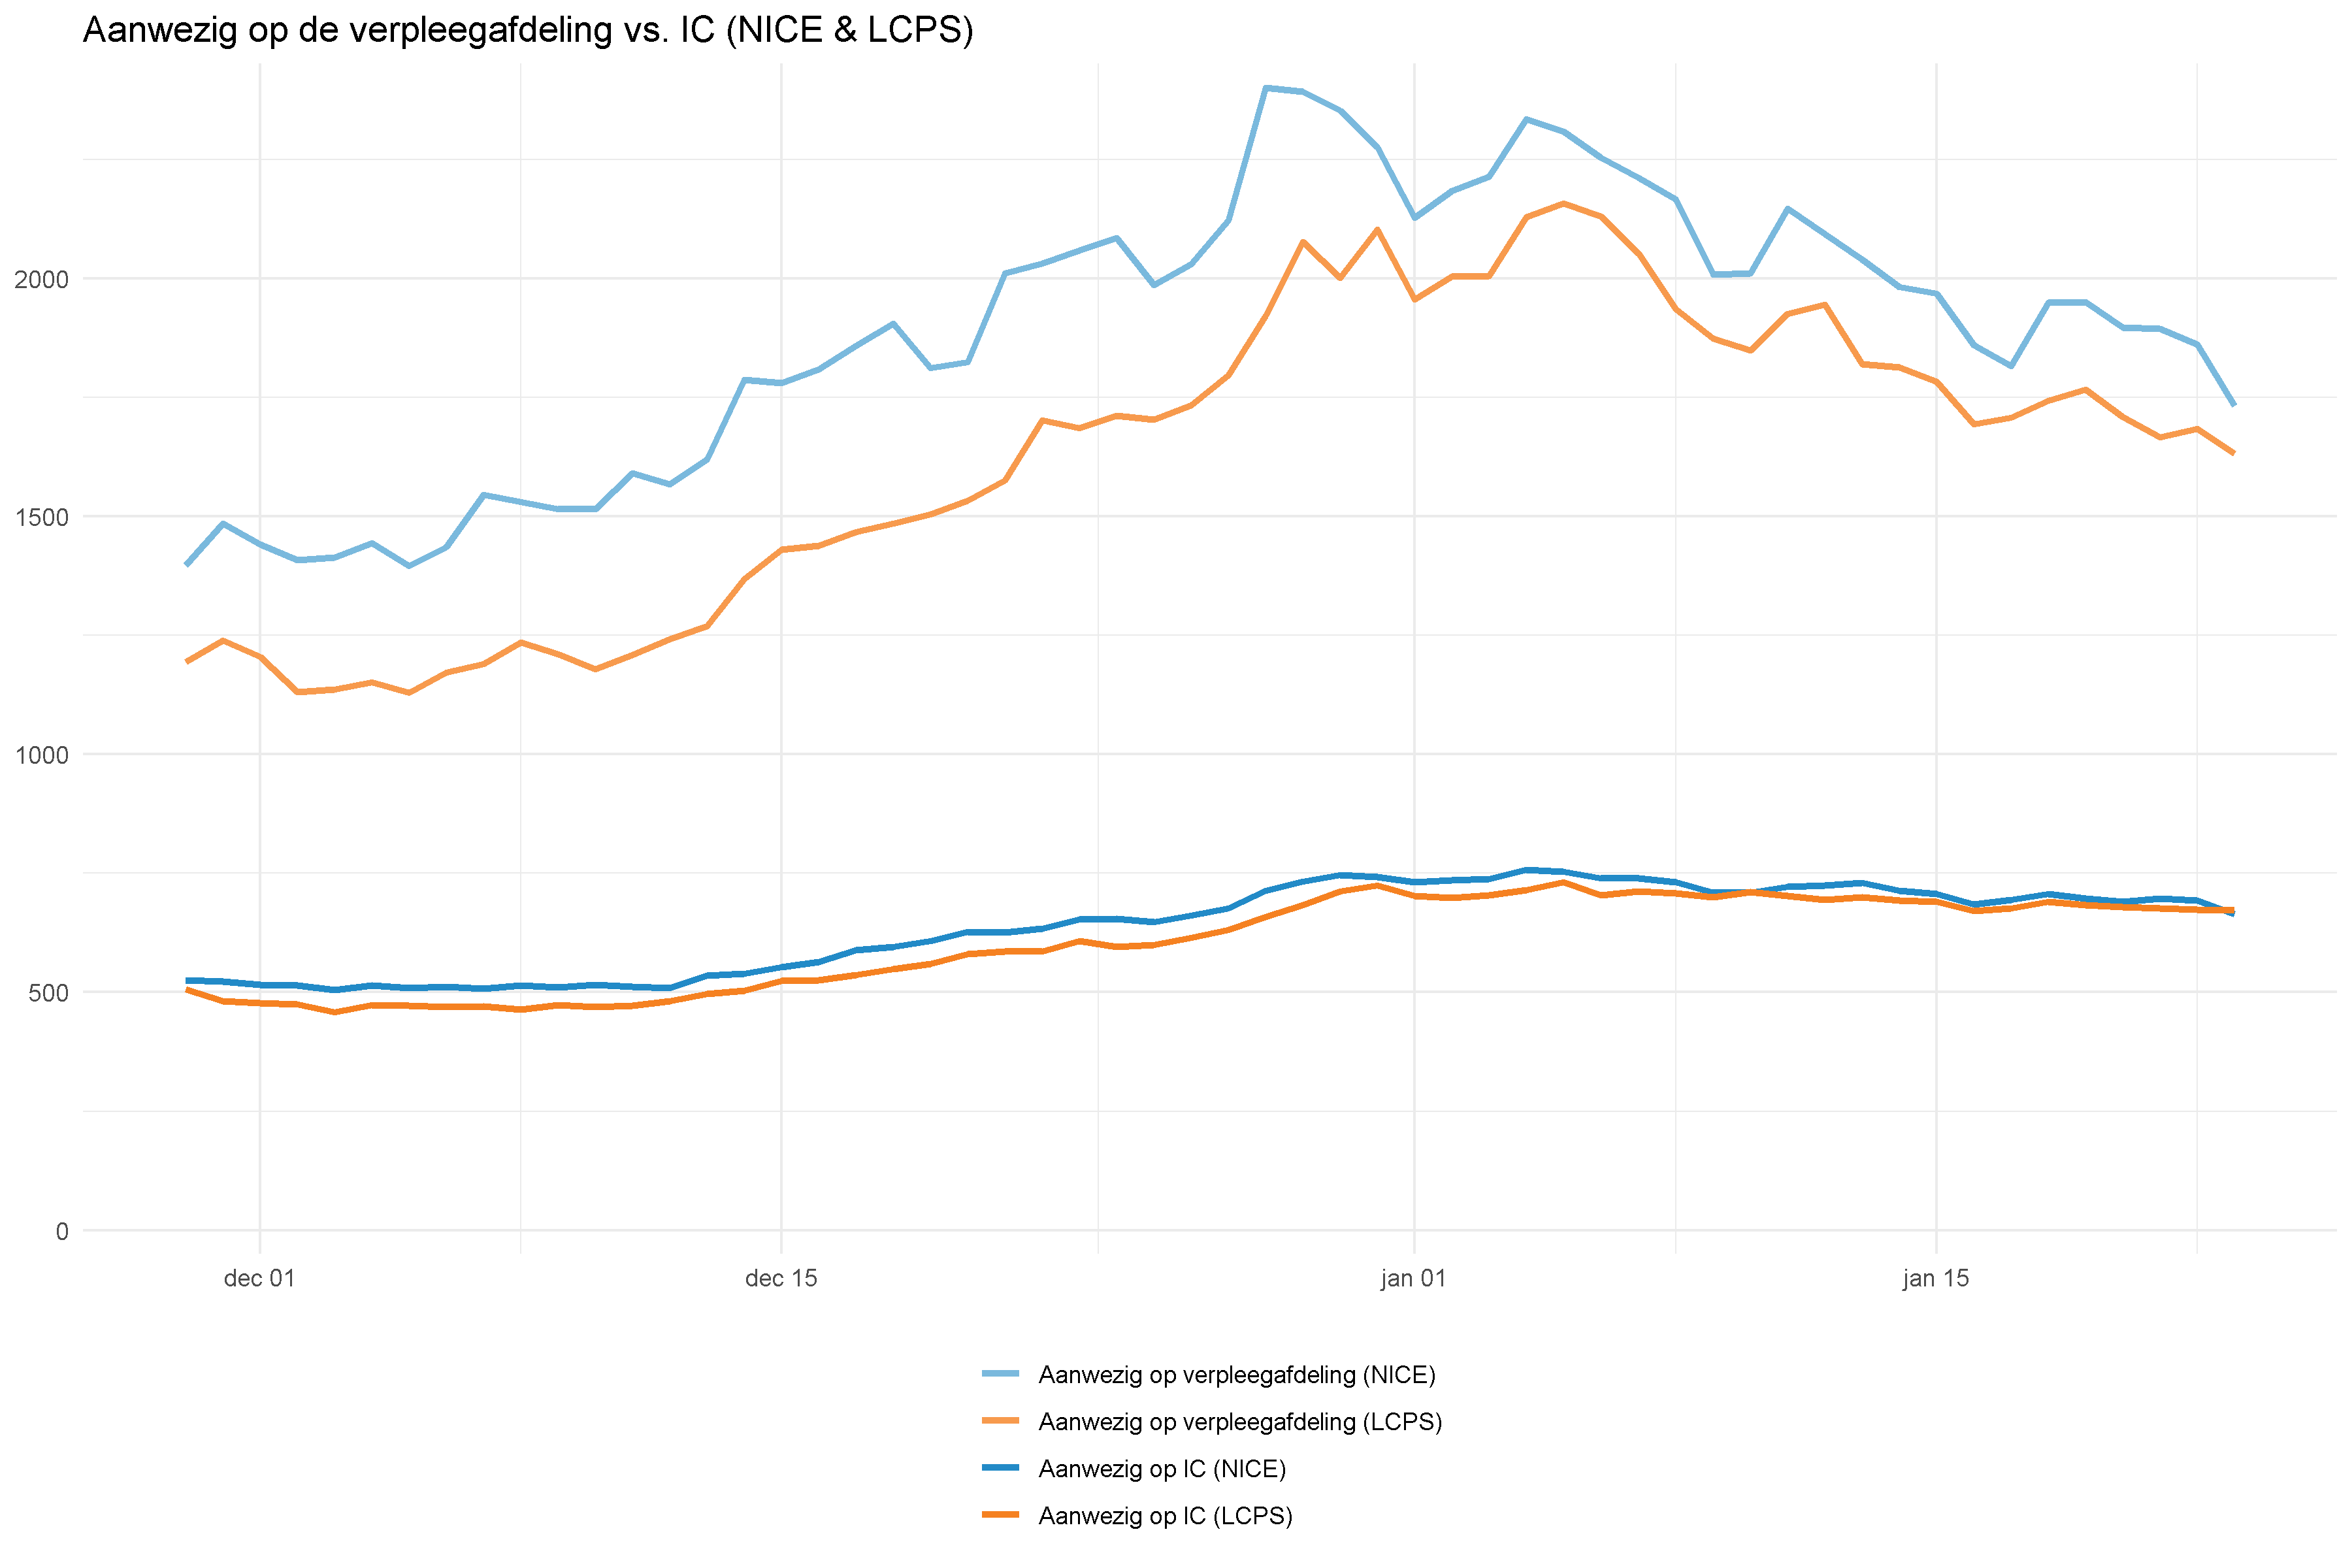 Aanwezig op de verpleegafdeling vs. IC (NICE & LCPS)
2000
1500
1000
500
0
dec 01
dec 15
jan 01
jan 15
Aanwezig op verpleegafdeling (NICE)
Aanwezig op verpleegafdeling (LCPS)
Aanwezig op IC (NICE)
Aanwezig op IC (LCPS)